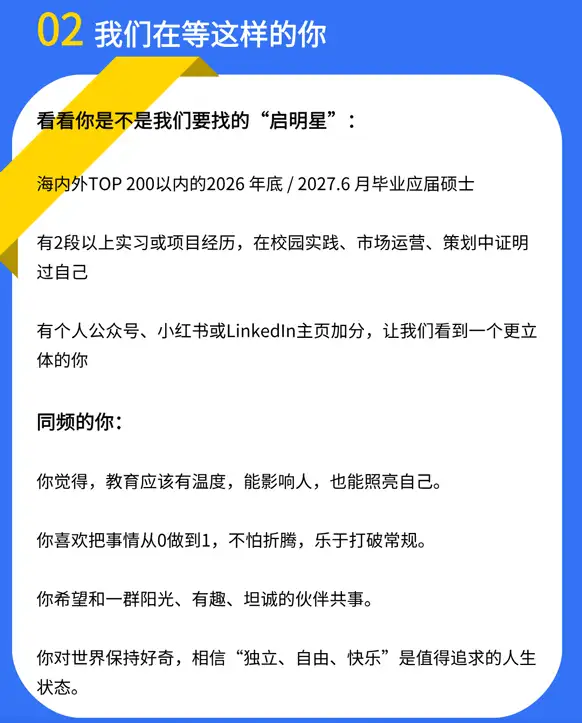 02 我们在等这样的你
看看你是不是我们要找的“启明星”：
海内外TOP 200以内的2026 年底 / 2027.6 月毕业应届硕士
有2段以上实习或项目经历，在校园实践、市场运营、策划中证明
过自己
有个人公众号、小红书或LinkedIn主页加分，让我们看到一个更立
体的你
同频的你：
你觉得，教育应该有温度，能影响人，也能照亮自己。
你喜欢把事情从0做到1，不怕折腾，乐于打破常规。
你希望和一群阳光、有趣、坦诚的伙伴共事。
你对世界保持好奇，相信“独立、自由、快乐”是值得追求的人生
状态。